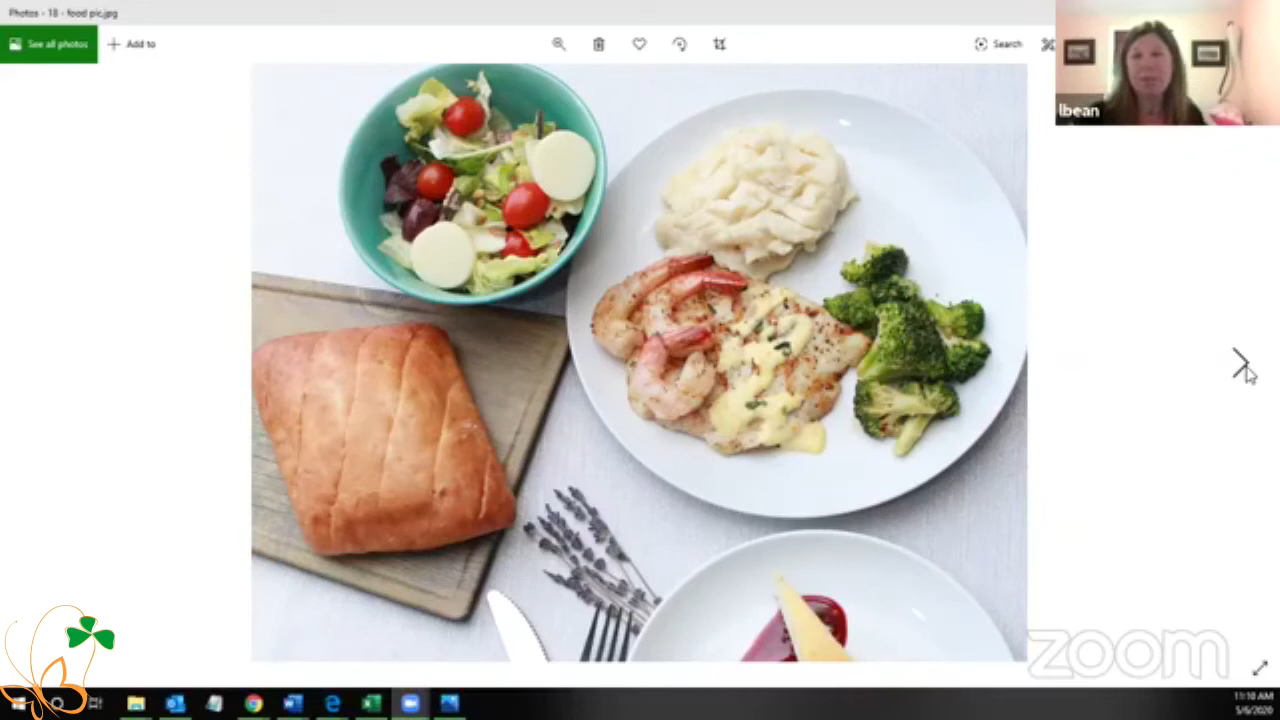 Photos - 18 - food pic.jpg
See all photos
Add to
Search
lbean
zoom
11:10 AM
5/6/2020